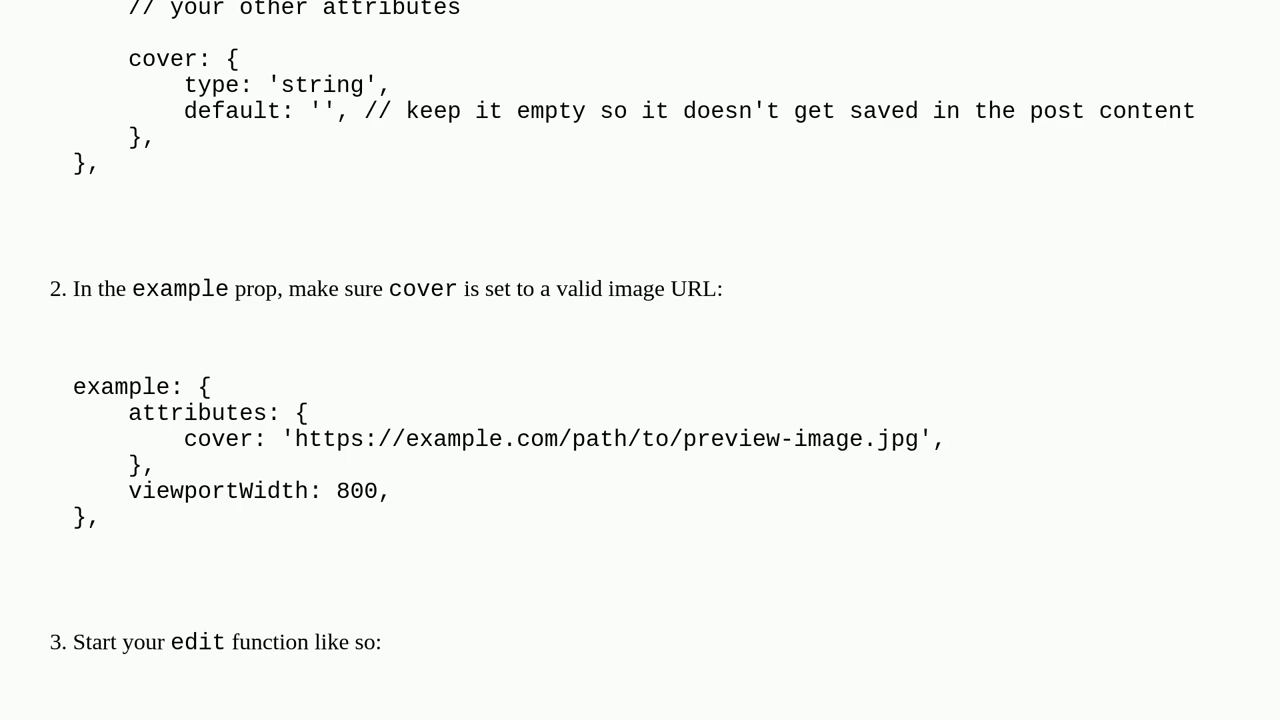 // your other attributes
cover: {
type: 'string',
default: '', // keep it empty so it doesn't get saved in the post content
},
},
2. In the example prop, make sure cover is set to a valid image URL:
example: {
attributes: {
cover: 'https://example.com/path/to/preview-image.jpg',
},
viewportWidth: 800,
},
3. Start your edit function like so: